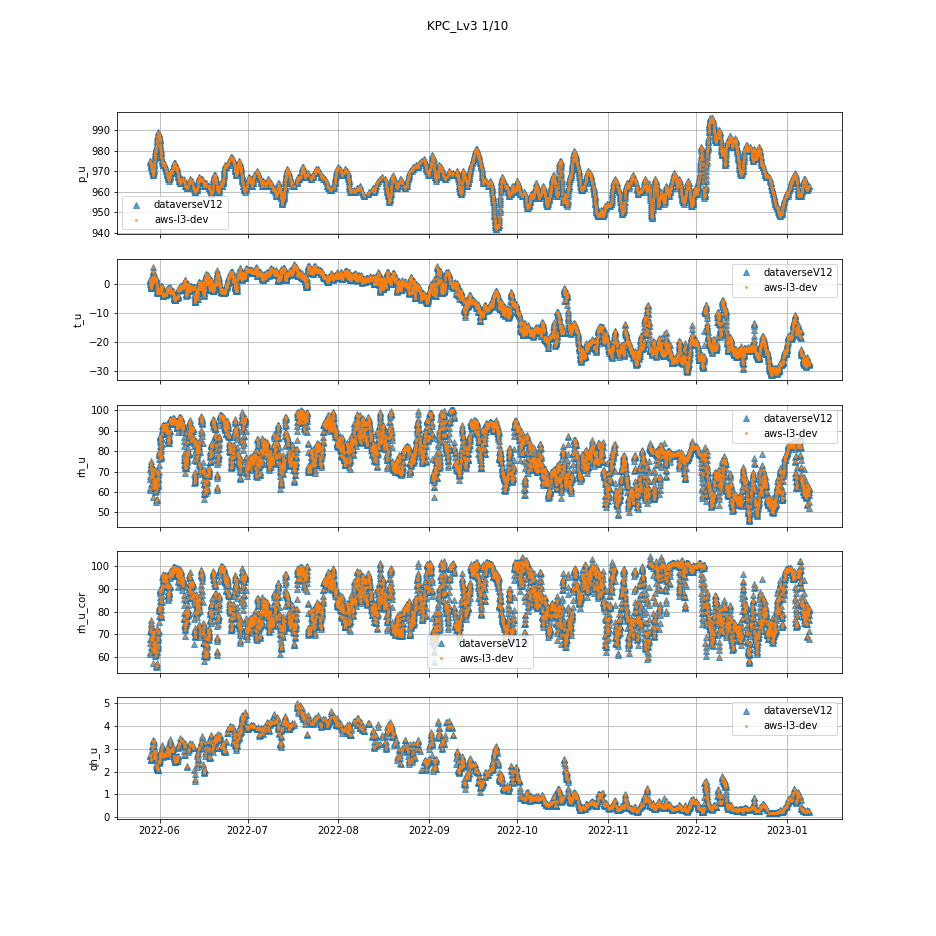 KPC_Lv3 1/10
990
980
970
960
950
940
p_u
dataverseV12
aws-l3-dev
0
−10
−20
−30
t_u
dataverseV12
aws-l3-dev
100
90
80
70
60
50
rh_u
dataverseV12
aws-l3-dev
100
90
80
70
60
rh_u_cor
dataverseV12
aws-l3-dev
5
4
3
2
1
0
qh_u
dataverseV12
aws-l3-dev
2022-06 2022-07 2022-08 2022-09 2022-10 2022-11 2022-12 2023-01